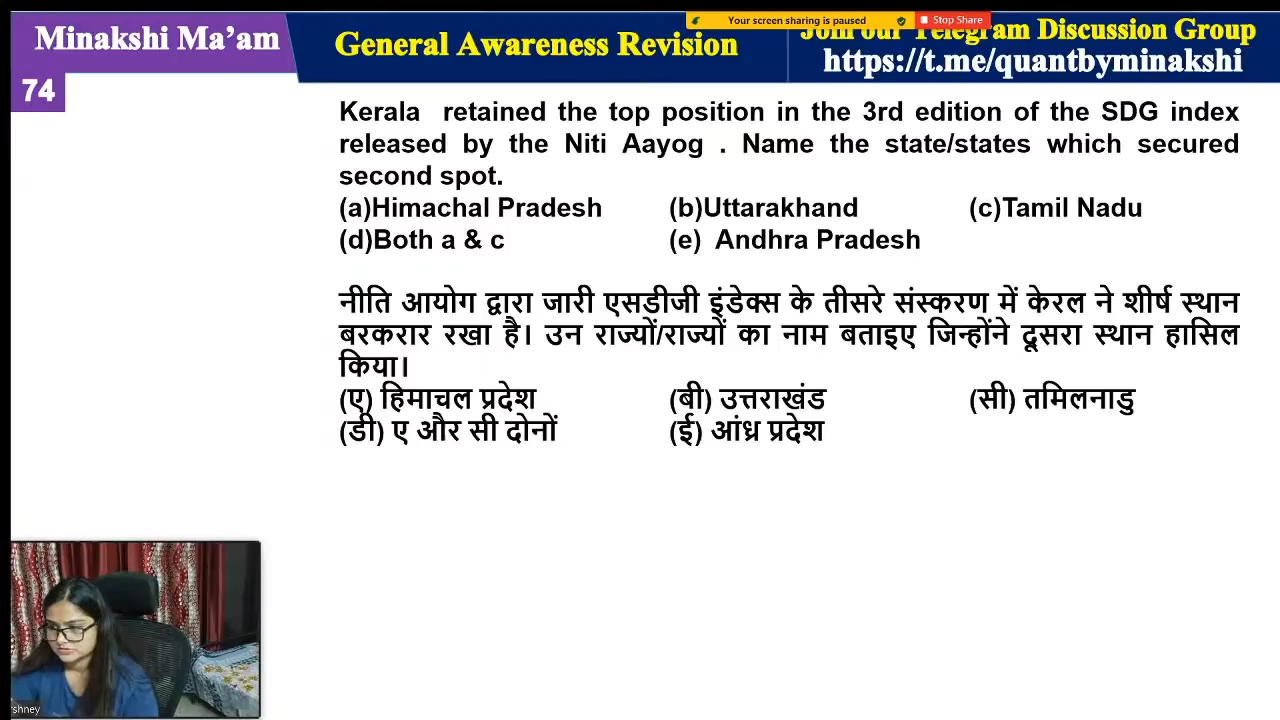 Minakshi Ma'am
General Awareness Revision
Your screen sharing is paused
Stop Share
Join our Telegram Discussion Group
https://t.me/quantbyminakshi
74
Kerala retained the top position in the 3rd edition of the SDG index
released by the Niti Aayog . Name the state/states which secured
second spot.
(a)Himachal Pradesh (b)Uttarakhand (c)Tamil Nadu
(d)Both a & c (e) Andhra Pradesh
नीति आयोग द्वारा जारी एसडीजी इंडेक्स के तीसरे संस्करण में केरल ने शीर्ष स्थान
बरकरार रखा है। उन राज्यों/राज्यों का नाम बताइए जिन्होंने दूसरा स्थान हासिल
किया।
(ए) हिमाचल प्रदेश (बी) उत्तराखंड (सी) तमिलनाडु
(डी) ए और सी दोनों (ई) आंध्र प्रदेश